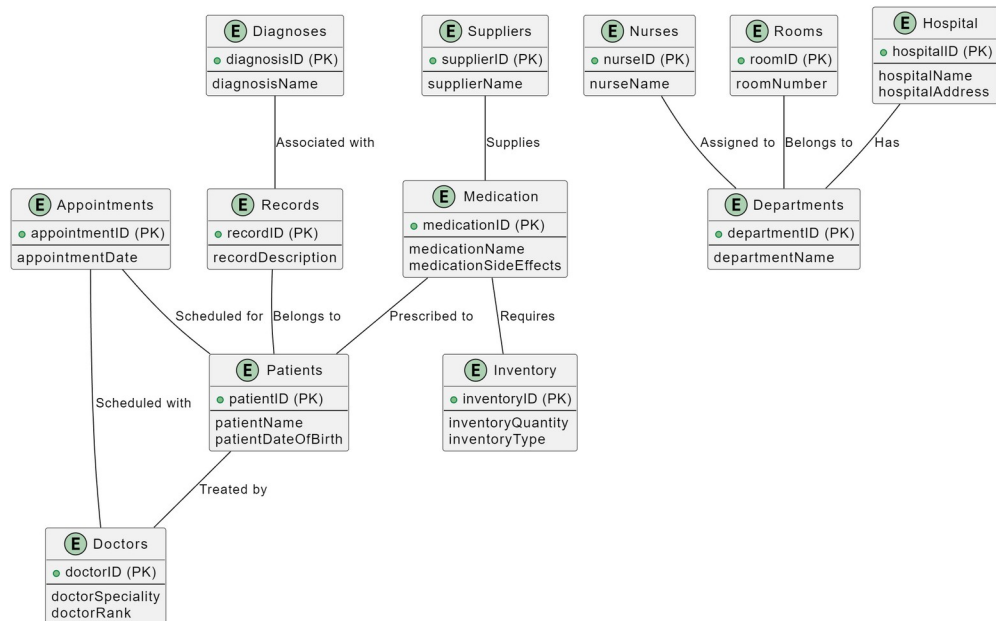 E Diagnoses
diagnosisID (PK)
diagnosisName
E Suppliers
supplierID (PK)
supplierName
E Nurses
nurseID (PK)
nurseName
E Rooms
roomID (PK)
roomNumber
E Hospital
hospitalID (PK)
hospitalName
hospitalAddress
Associated with
Supplies
Assigned to
Belongs to
Has
E Appointments
appointmentID (PK)
appointmentDate
E Records
recordID (PK)
recordDescription
E Medication
medicationID (PK)
medicationName
medicationSideEffects
E Departments
departmentID (PK)
departmentName
Scheduled for
Belongs to
Prescribed to
Requires
Scheduled with
E Patients
patientID (PK)
patientName
patientDateOfBirth
E Inventory
inventoryID (PK)
inventoryQuantity
inventoryType
Treated by
E Doctors
doctorID (PK)
doctorSpeciality
doctorRank